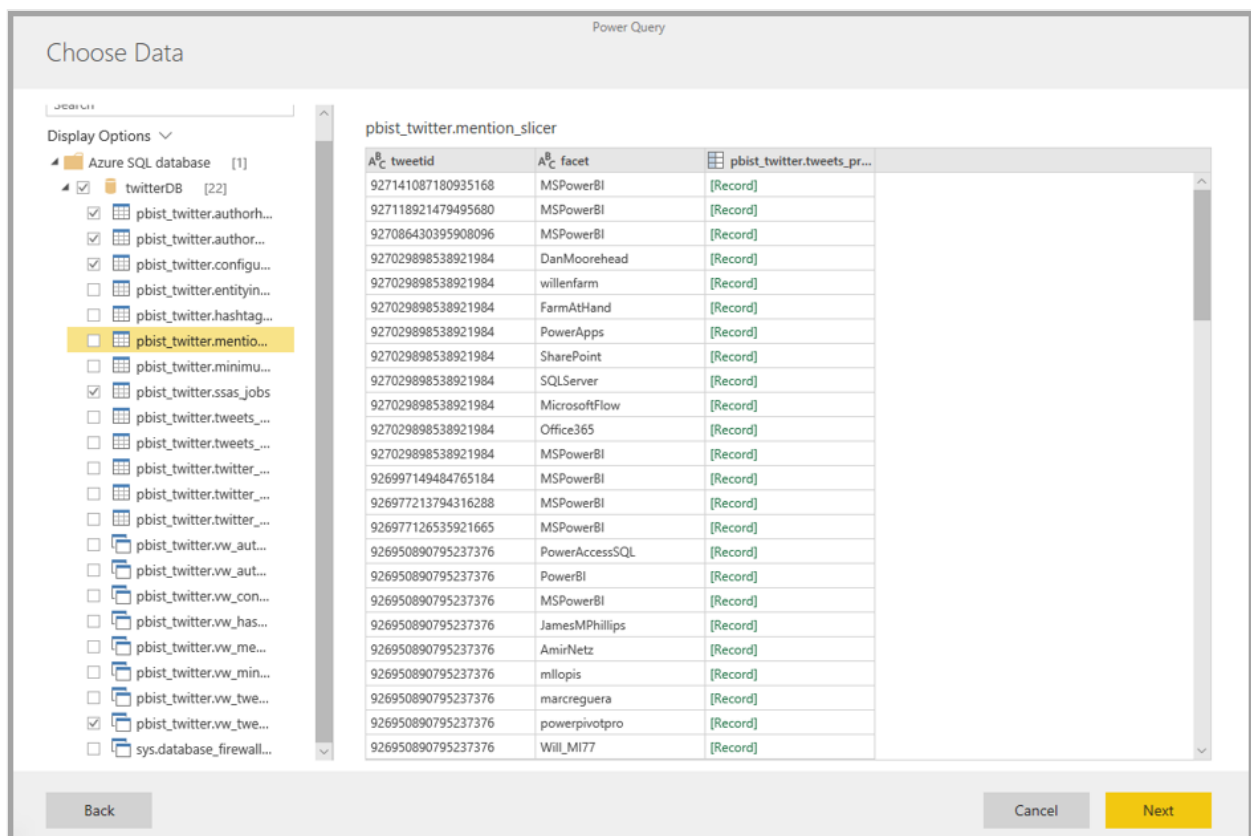 Power Query
Choose Data
Search
Display Options
Azure SQL database [1]
twitterDB [22]
pbist_twitter.authorh...
pbist_twitter.author...
pbist_twitter.configu...
pbist_twitter.entityin...
pbist_twitter.hashtag...
pbist_twitter.mentio...
pbist_twitter.minimu...
pbist_twitter.ssas_jobs
pbist_twitter.tweets_...
pbist_twitter.tweets_...
pbist_twitter.twitter_...
pbist_twitter.twitter_...
pbist_twitter.twitter_...
pbist_twitter.vw_aut...
pbist_twitter.vw_aut...
pbist_twitter.vw_con...
pbist_twitter.vw_has...
pbist_twitter.vw_me...
pbist_twitter.vw_min...
pbist_twitter.vw_twe...
pbist_twitter.vw_twe...
sys.database_firewall...
pbist_twitter.mention_slicer
ABC tweetid ABC facet pbist_twitter.tweets_pr...
927141087180935168 MSPowerBI [Record]
927118921479495680 MSPowerBI [Record]
927086430395908096 MSPowerBI [Record]
927029898538921984 DanMoorehead [Record]
927029898538921984 willenfarm [Record]
927029898538921984 FarmAtHand [Record]
927029898538921984 PowerApps [Record]
927029898538921984 SharePoint [Record]
927029898538921984 SQLServer [Record]
927029898538921984 MicrosoftFlow [Record]
927029898538921984 Office365 [Record]
927029898538921984 MSPowerBI [Record]
926997149484765184 MSPowerBI [Record]
926977213794316288 MSPowerBI [Record]
926977126535921665 MSPowerBI [Record]
926950890795237376 PowerAccessSQL [Record]
926950890795237376 PowerBI [Record]
926950890795237376 MSPowerBI [Record]
926950890795237376 JamesMPhillips [Record]
926950890795237376 AmirNetz [Record]
926950890795237376 mllopis [Record]
926950890795237376 marcreguera [Record]
926950890795237376 powerpivotpro [Record]
926950890795237376 Will_MI77 [Record]
Back Cancel Next